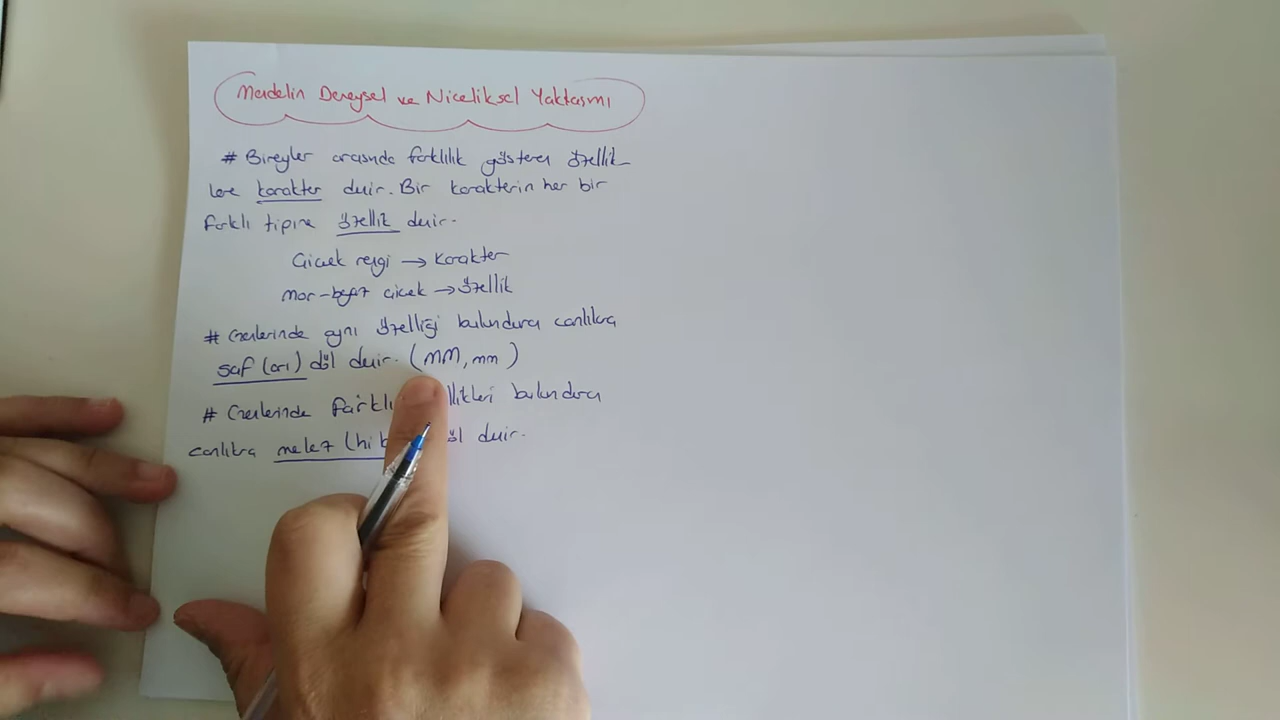 Mendelin Deneysel ve Niceliksel Yaklaşımı
# Bireyler arasında farklılık gösteren özellik
lere karakter denir. Bir karakterin her bir
farklı tipine özellik denir.
Çiçek rengi → karakter
mor-beyaz çiçek → özellik
# Genlerinde aynı özelliği bulunduran canlılara
saf (arı) döl denir. (MM, mm)
# Genlerinde farklı bulunduran
canlılara melez denir.